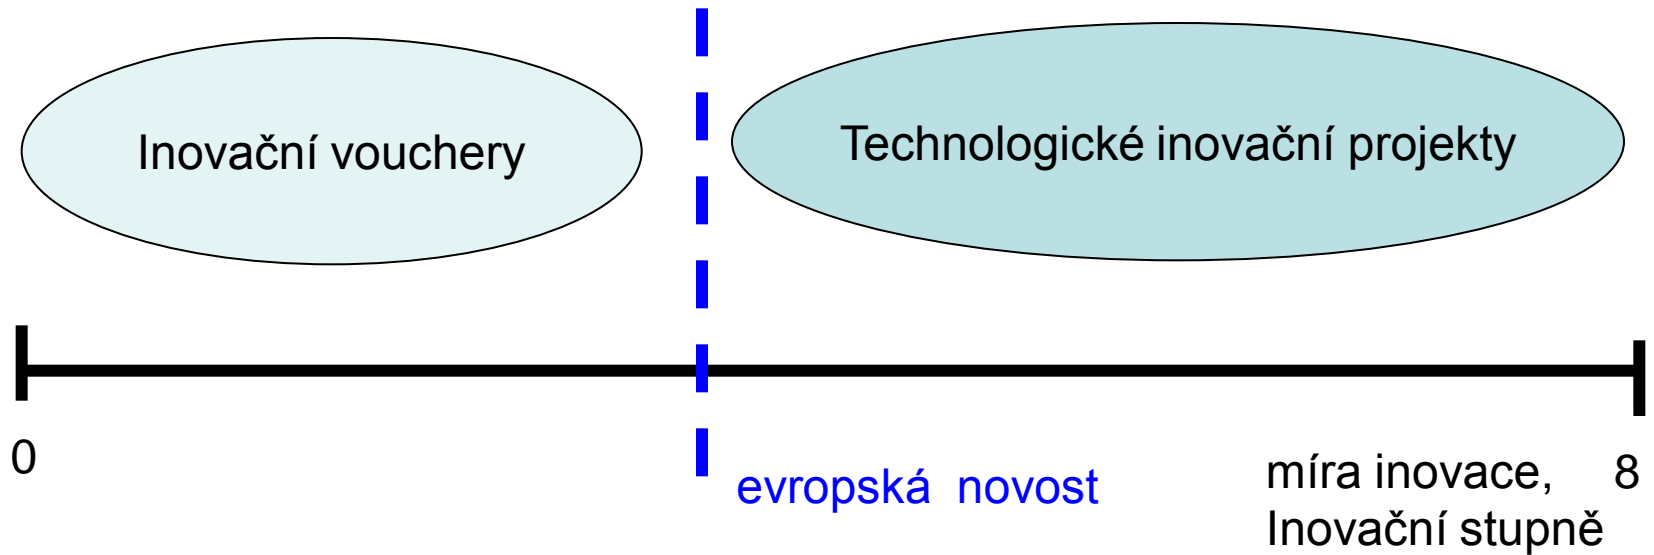 Inovační vouchery
Technologické inovační projekty
0
evropská novost
míra inovace, 8
Inovační stupně